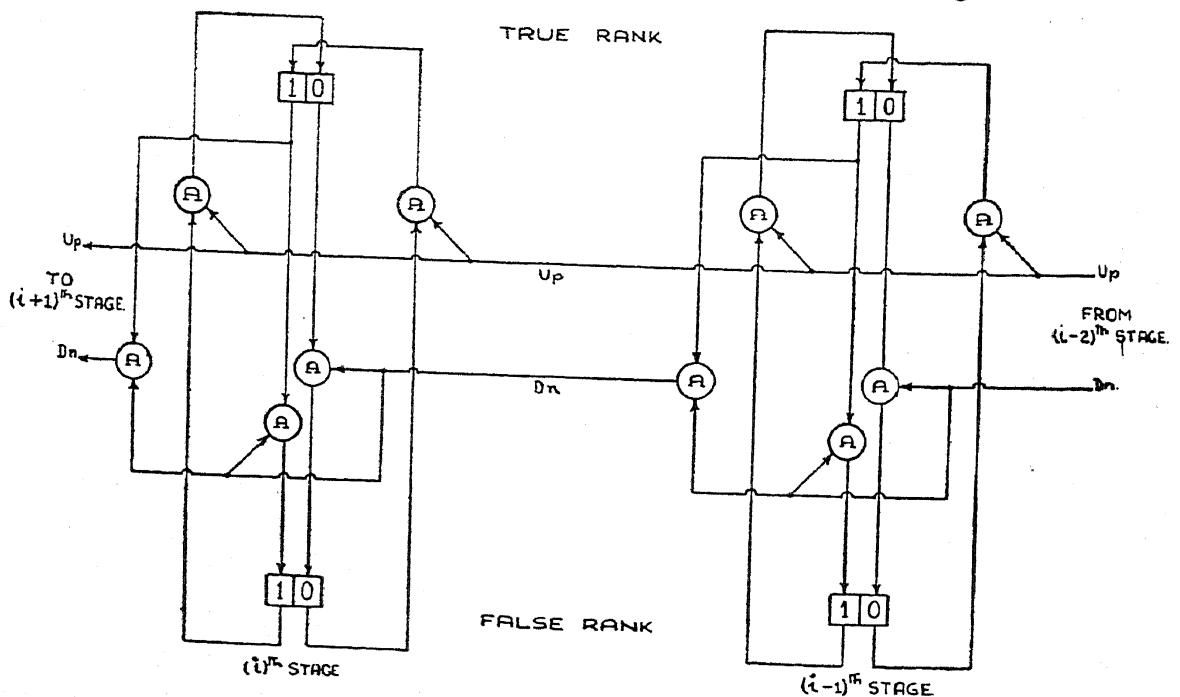 TRUE RANK
1 0
1 0
A
A
A
A
Up
Up
Up
TO
(i+1)ᵀʰ STAGE.
FROM
(i-2)ᵀʰ STAGE.
Dn
A
A
Dn
A
A
Dn.
A
A
1 0
1 0
FALSE RANK
(i)ᵀʰ STAGE
(i-1)ᵀʰ STAGE